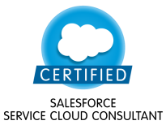 CERTIFIED
SALESFORCE
SERVICE CLOUD CONSULTANT